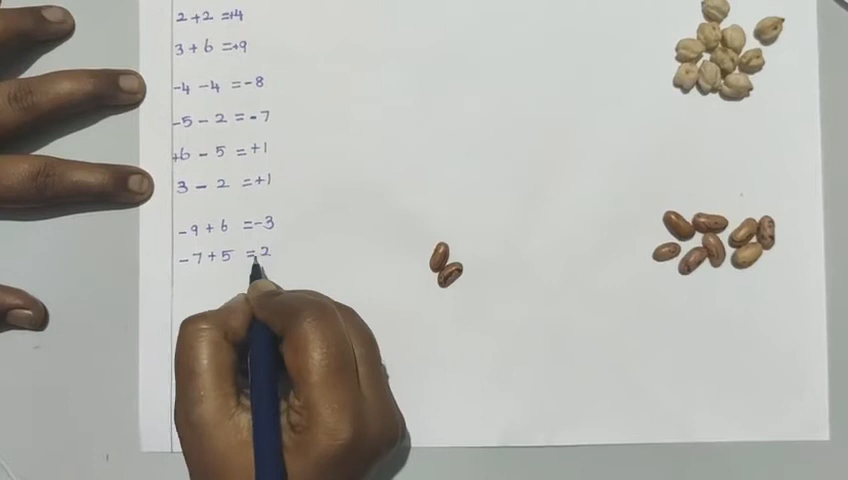 2 + 2 = +4
3 + 6 = +9
-4 - 4 = -8
-5 - 2 = -7
+6 - 5 = +1
3 - 2 = +1
-9 + 6 = -3
-7 + 5 = 2